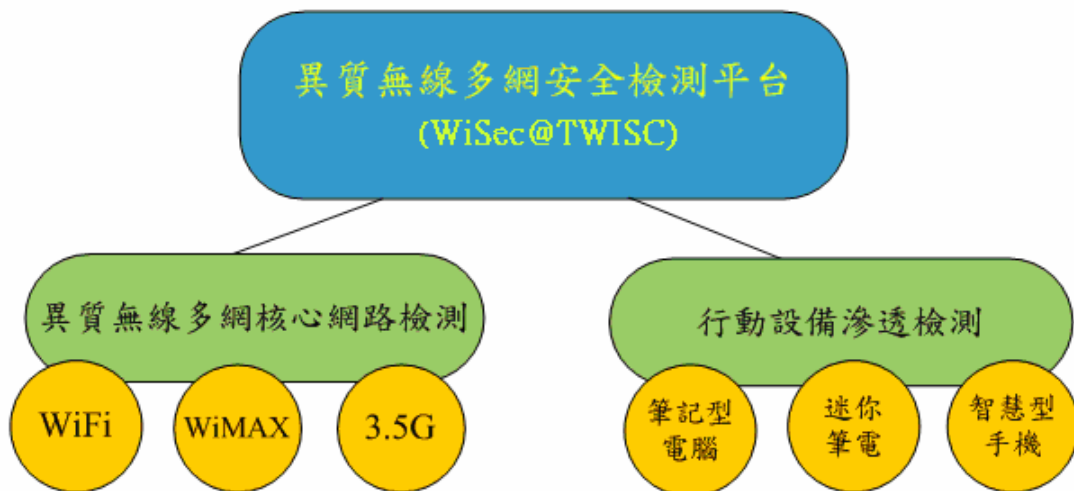 異質無線多網安全檢測平台
(WiSec@TWISC)
異質無線多網核心網路檢測
WiFi
WiMAX
3.5G
行動設備滲透檢測
筆記型
電腦
迷你
筆電
智慧型
手機